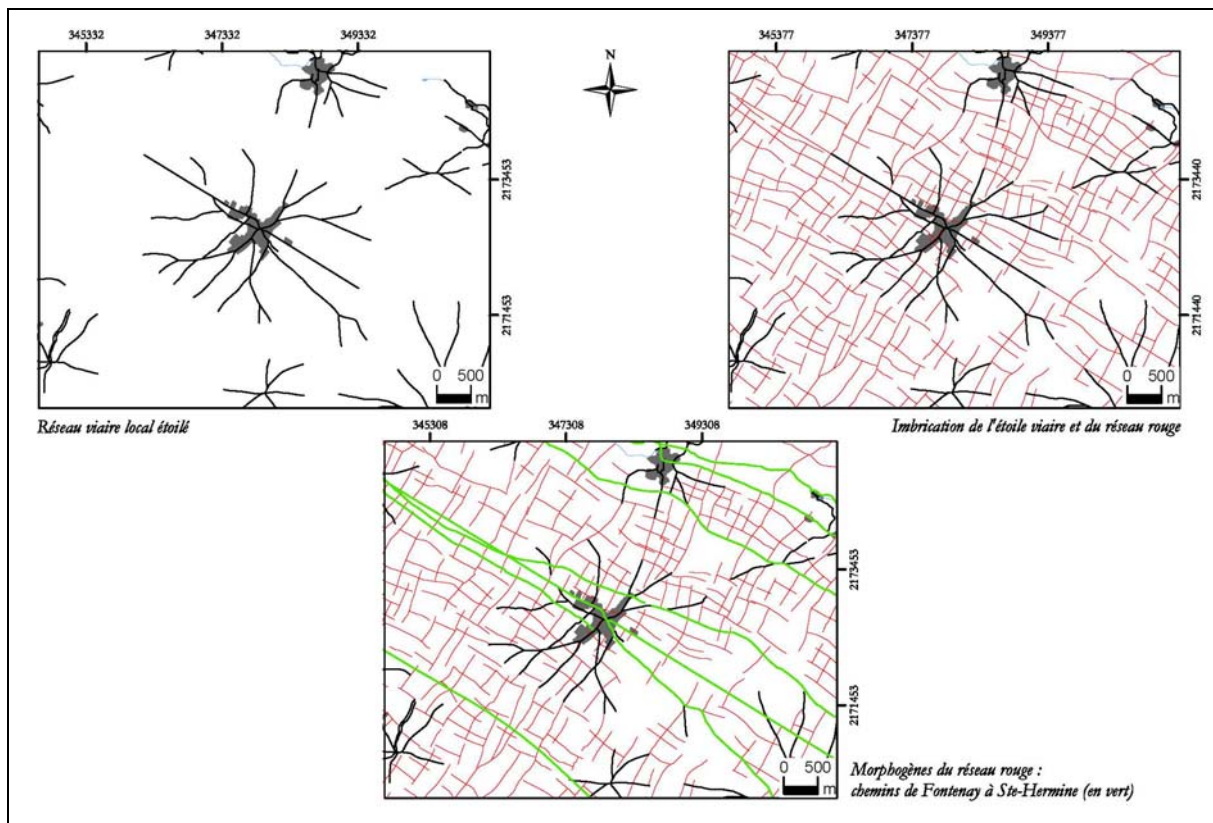 345332 347332 349332
N
345377 347377 349377
2173453
2171453
2173440
2171440
0 500
m
0 500
m
Réseau viaire local étoilé
Imbrication de l'étoile viaire et du réseau rouge
345308 347308 349308
2173453
2171453
0 500
m
Morphogènes du réseau rouge :
chemins de Fontenay à Ste-Hermine (en vert)